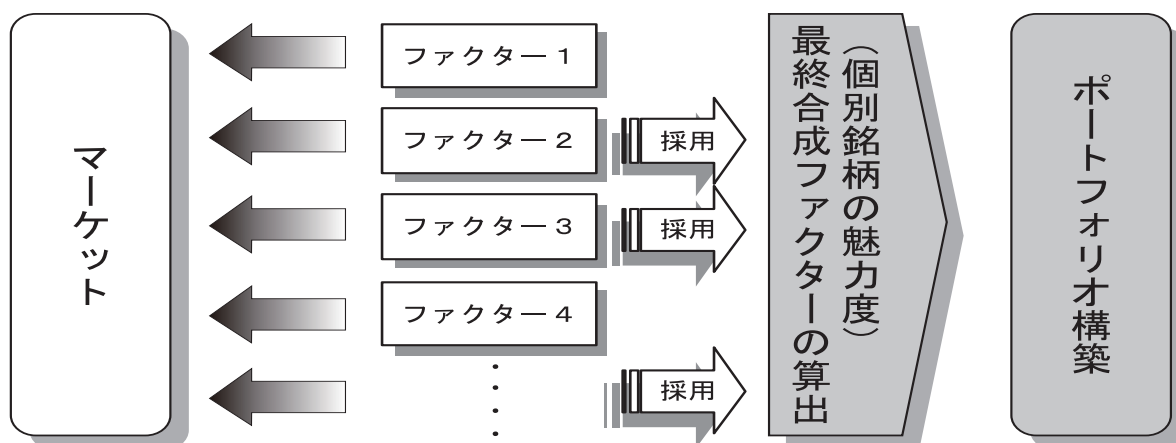 マーケット
ファクター1
ファクター2
採用
ファクター3
採用
ファクター4
採用
(個別銘柄の魅力度)
最終合成ファクターの算出
ポートフォリオ構築